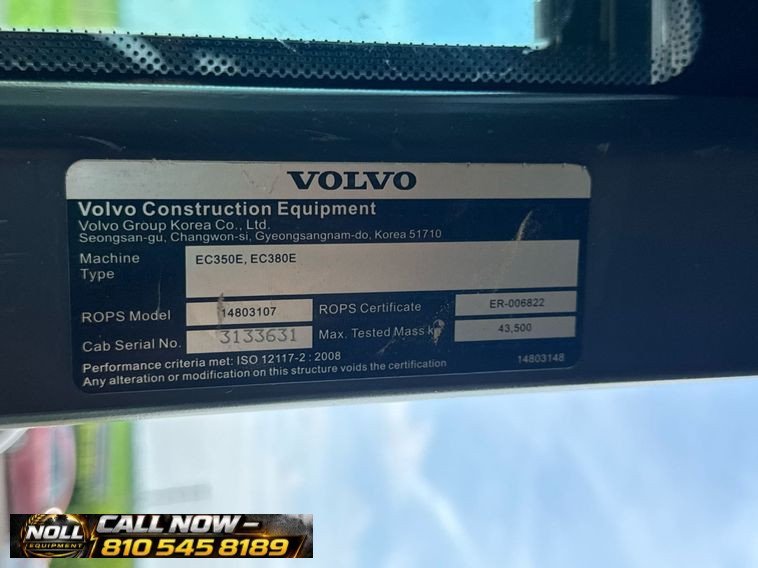 VOLVO
Volvo Construction Equipment
Volvo Group Korea Co., Ltd.
Seongsan-gu, Changwon-si, Gyeongsangnam-do, Korea 51710
Machine Type EC350E, EC380E
ROPS Model 14803107 ROPS Certificate ER-006822
Cab Serial No. 3133631 Max. Tested Mass kg 43,500
Performance criteria met: ISO 12117-2 : 2008
Any alteration or modification on this structure voids the certification
14803148
NOLL EQUIPMENT
CALL NOW -
810 545 8189